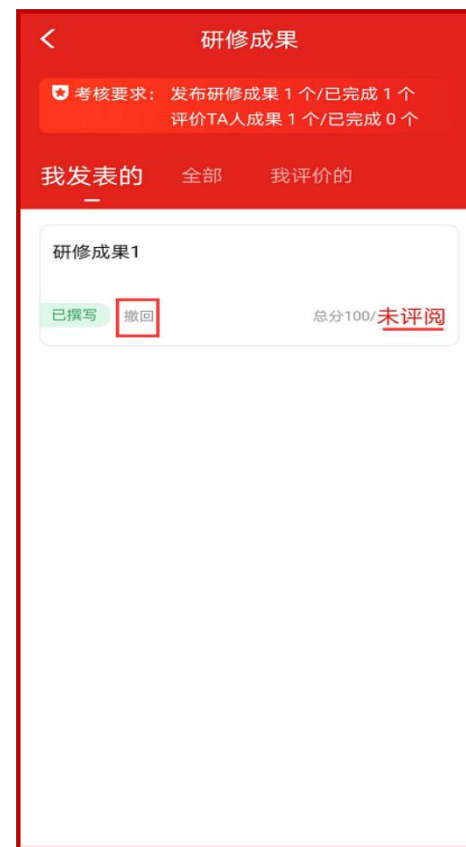 研修成果
考核要求： 发布研修成果 1 个/已完成 1 个
评价TA人成果 1 个/已完成 0 个
我发表的 全部 我评价的
研修成果1
已撰写 撤回 总分100/未评阅